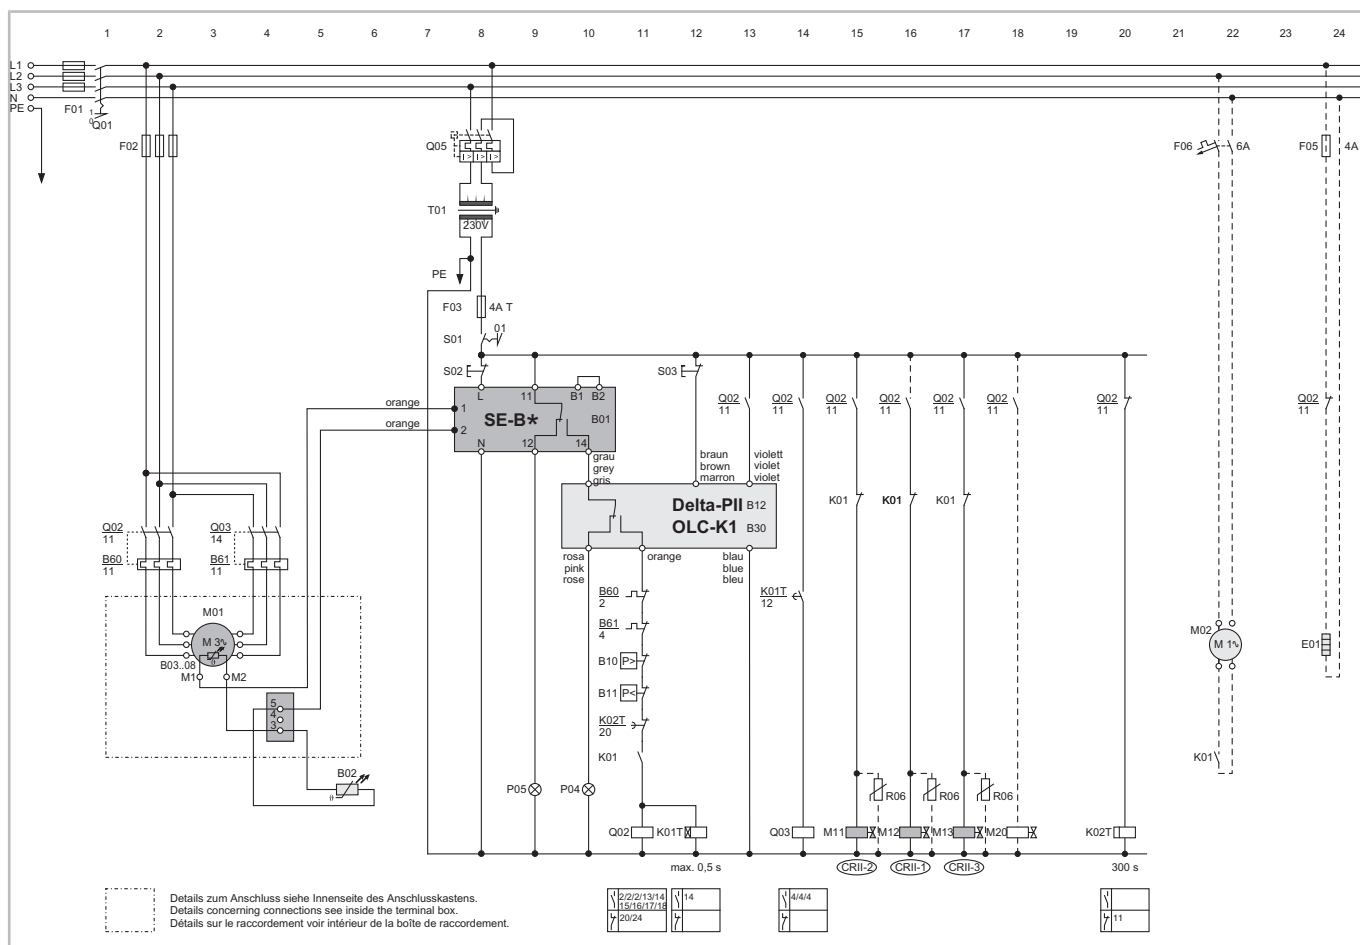 1 2 3 4 5 6 7 8 9 10 11 12 13 14 15 16 17 18 19 20 21 22 23 24
L1
L2
L3
N
PE
F01
1
0
Q01
F02
Q05
I> I> I>
F06
6A
F05
4A
T01
230V
PE
F03
4A T
S01
01
S02
S03
Q02
11
Q02
11
Q02
11
Q02
11
Q02
11
Q02
11
Q02
11
Q02
11
orange
orange
1
2
L
11
B1
B2
SE-B*
B01
N
12
14
grau
grey
gris
braun
brown
marron
violett
violet
violet
Delta-PII
B12
OLC-K1
B30
K01
K01
K01
rosa
pink
rose
orange
blau
blue
bleu
Q02
11
Q03
14
B60
11
B61
11
M01
M 3~
ϑ
B03..08
M1
M2
5
4
3
B02
ϑ
B60
2
B61
4
B10
P>
B11
P<
K02T
20
K01
K01T
12
M02
M 1~
E01
K01
P05
P04
R06
R06
R06
Q02
K01T
Q03
M11
M12
M13
M20
K02T
max. 0,5 s
CRII-2
CRII-1
CRII-3
300 s
Details zum Anschluss siehe Innenseite des Anschlusskastens.
Details concerning connections see inside the terminal box.
Détails sur le raccordement voir intérieur de la boîte de raccordement.
2/2/2/13/14
15/16/17/18
20/24
14
4/4/4
11